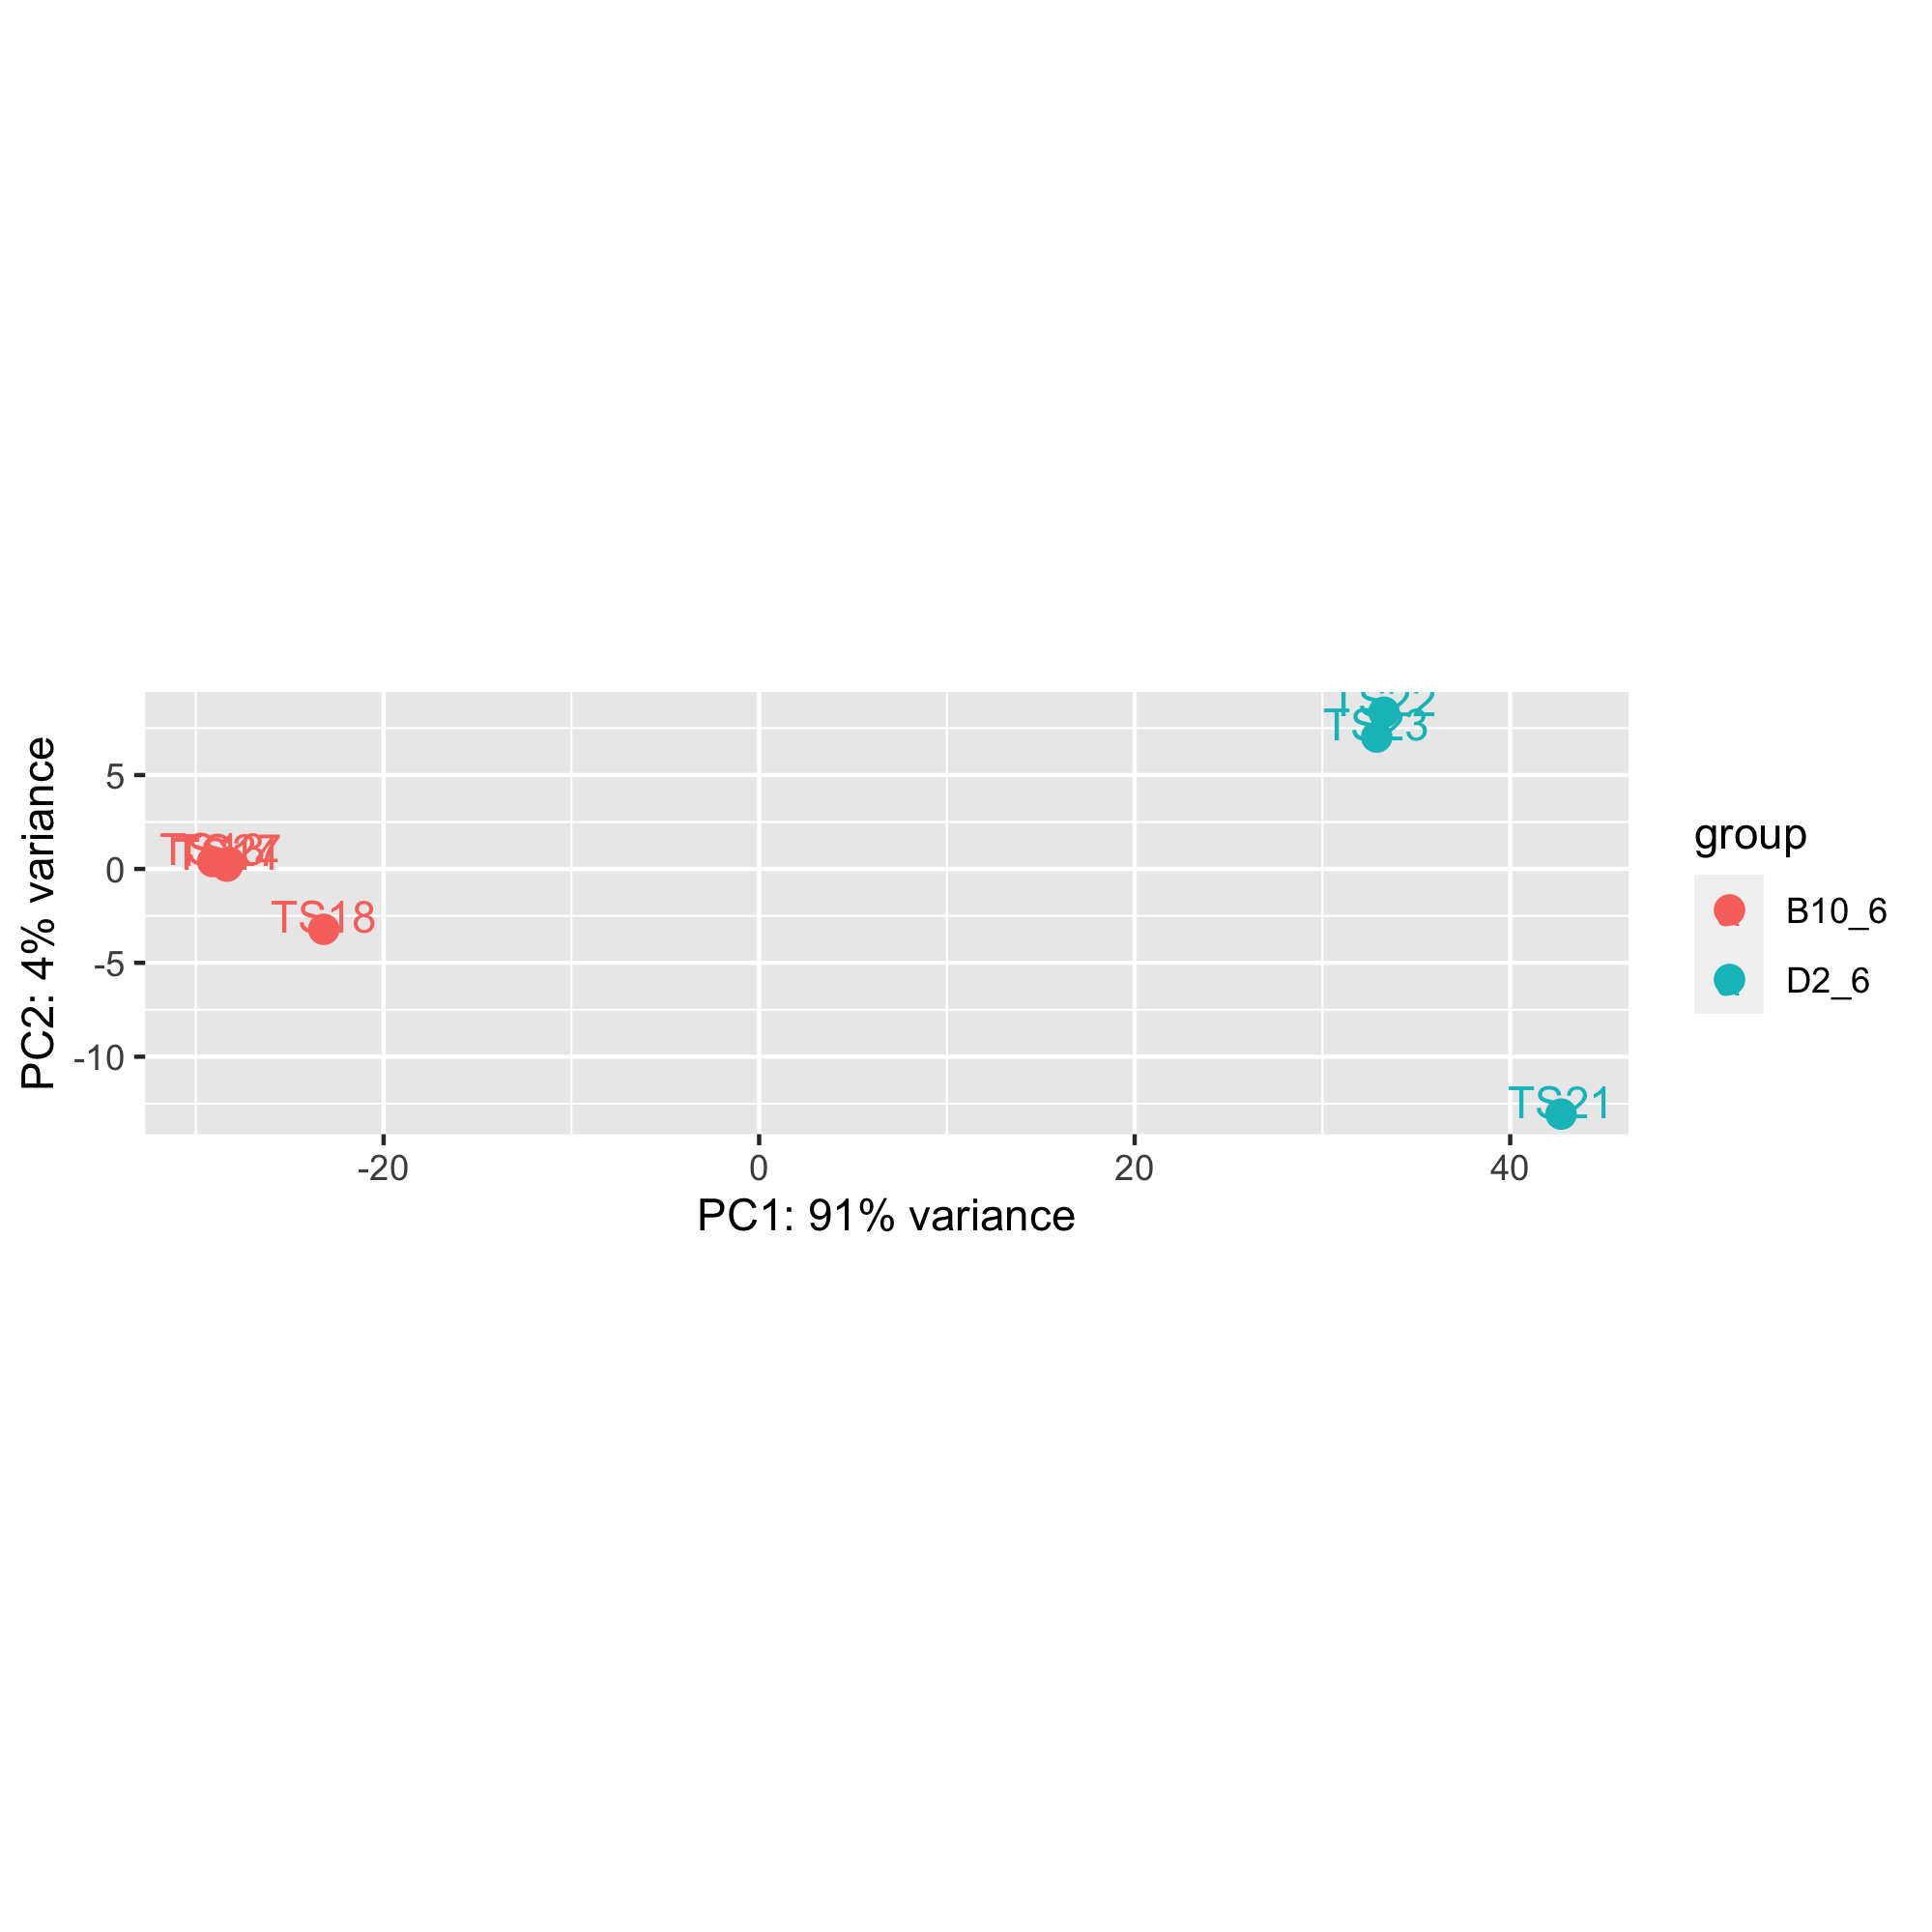 TS22
TS23
5
0
-5
-10
PC2: 4% variance
TS18
TS21
-20
0
20
40
PC1: 91% variance
group
B10_6
D2_6